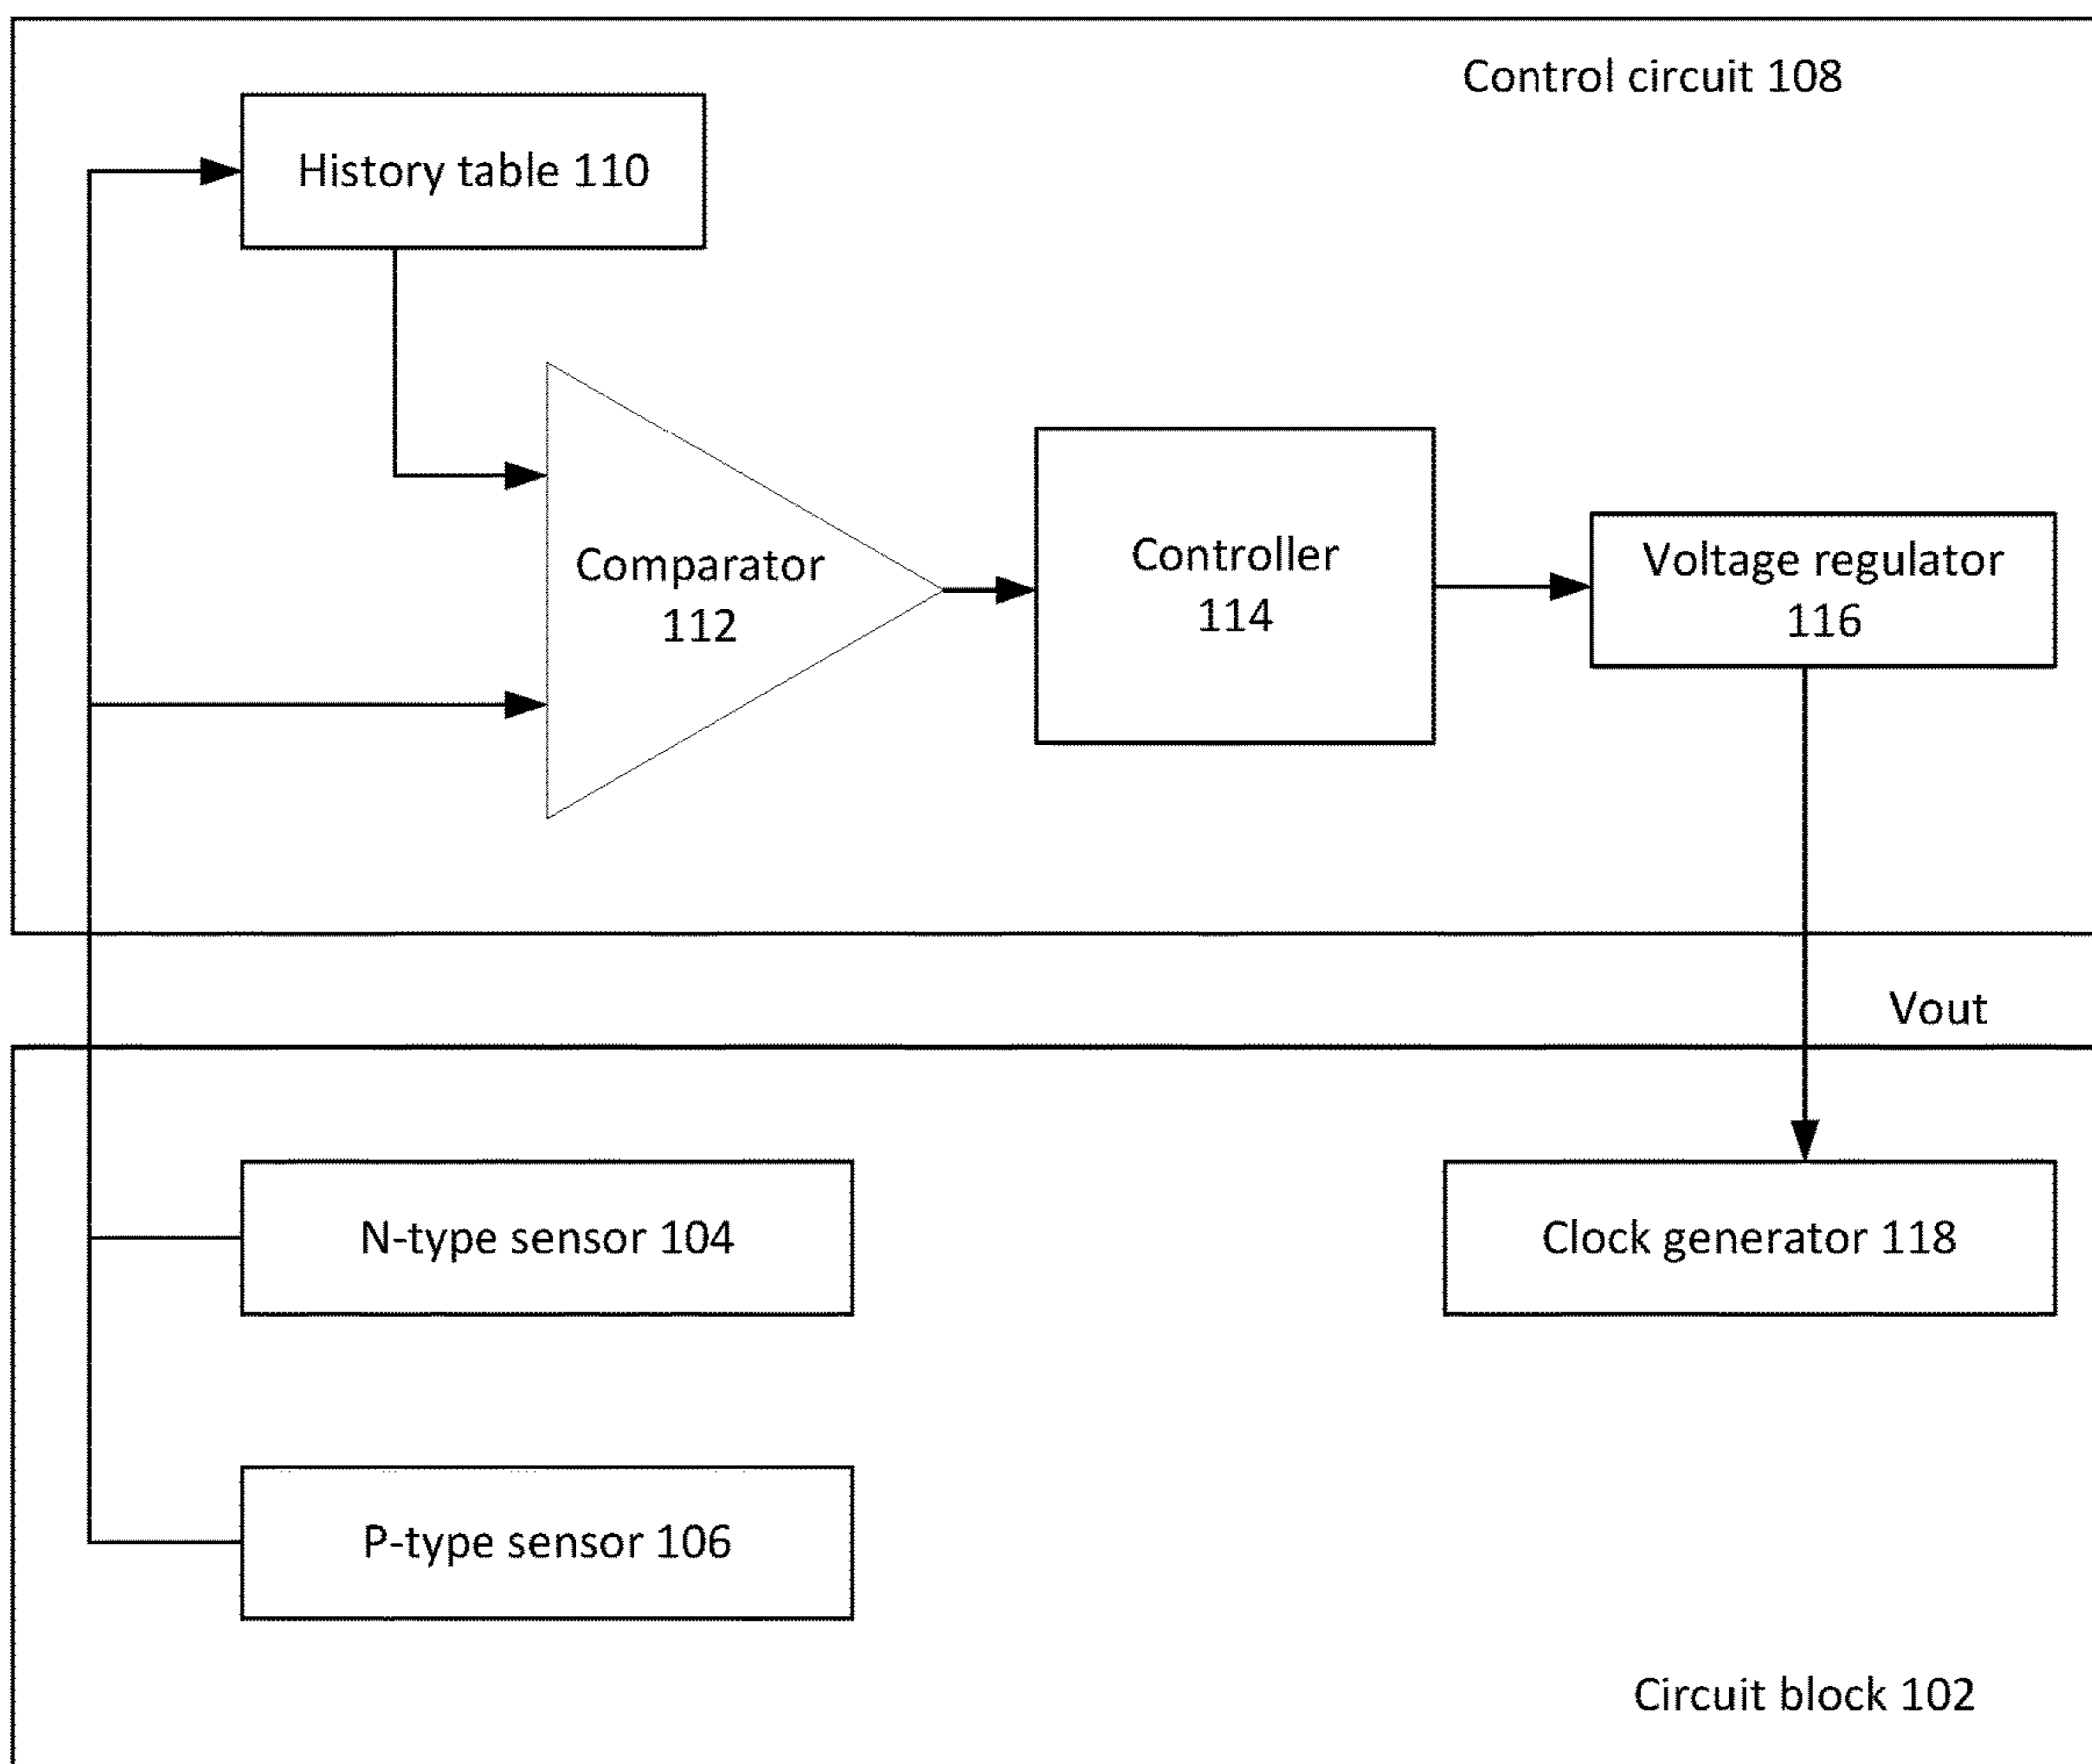 Control circuit 108
History table 110
Comparator
112
Controller
114
Voltage regulator
116
Vout
N-type sensor 104
Clock generator 118
P-type sensor 106
Circuit block 102